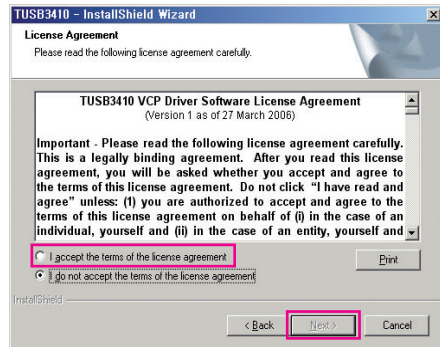 TUSB3410 - InstallShield Wizard
License Agreement
Please read the following license agreement carefully.
TUSB3410 VCP Driver Software License Agreement
(Version 1 as of 27 March 2006)
Important - Please read the following license agreement carefully.
This is a legally binding agreement. After you read this license
agreement, you will be asked whether you accept and agree to
the terms of this license agreement. Do not click “I have read and
agree” unless: (1) you are authorized to accept and agree to the
terms of this license agreement on behalf of (i) in the case of an
individual, yourself and (ii) in the case of an entity, yourself and
I accept the terms of the license agreement
Print
I do not accept the terms of the license agreement
InstallShield
< Back
Next >
Cancel